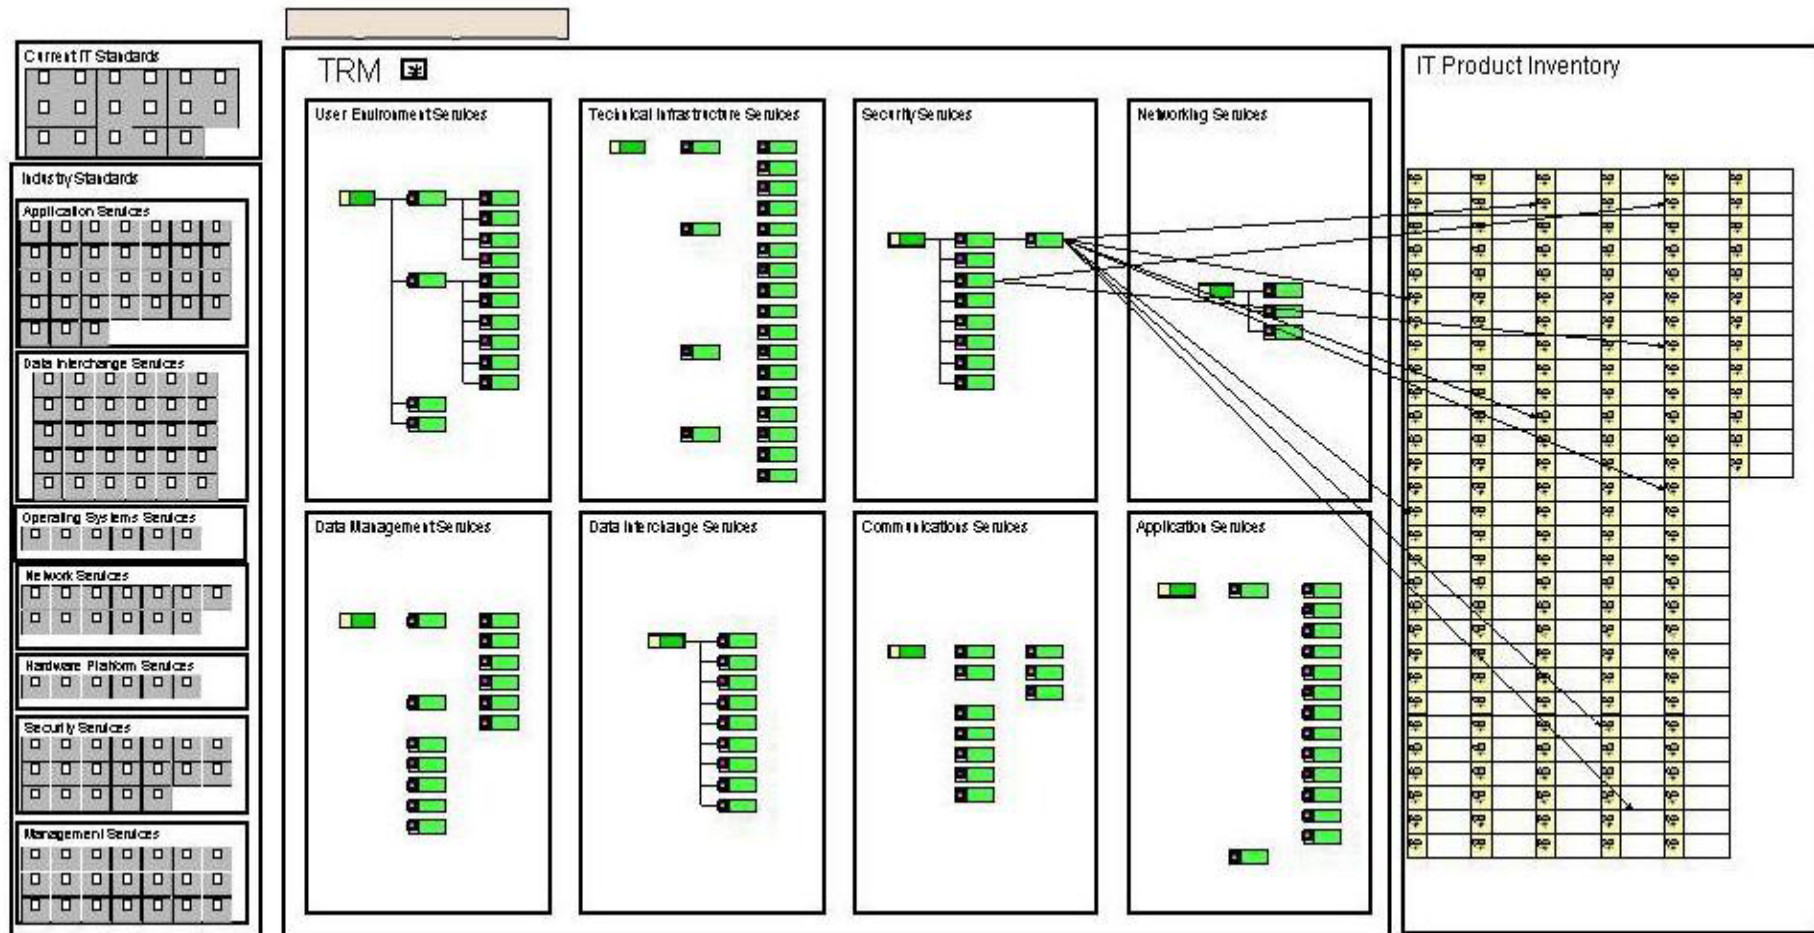 Current IT Standards
Industry Standards
Application Services
Data Interchange Services
Operating Systems Services
Network Services
Hardware Platform Services
Security Services
Management Services
TRM
User Environment Services
Technical Infrastructure Services
Security Services
Networking Services
Data Management Services
Data Interchange Services
Communications Services
Application Services
IT Product Inventory